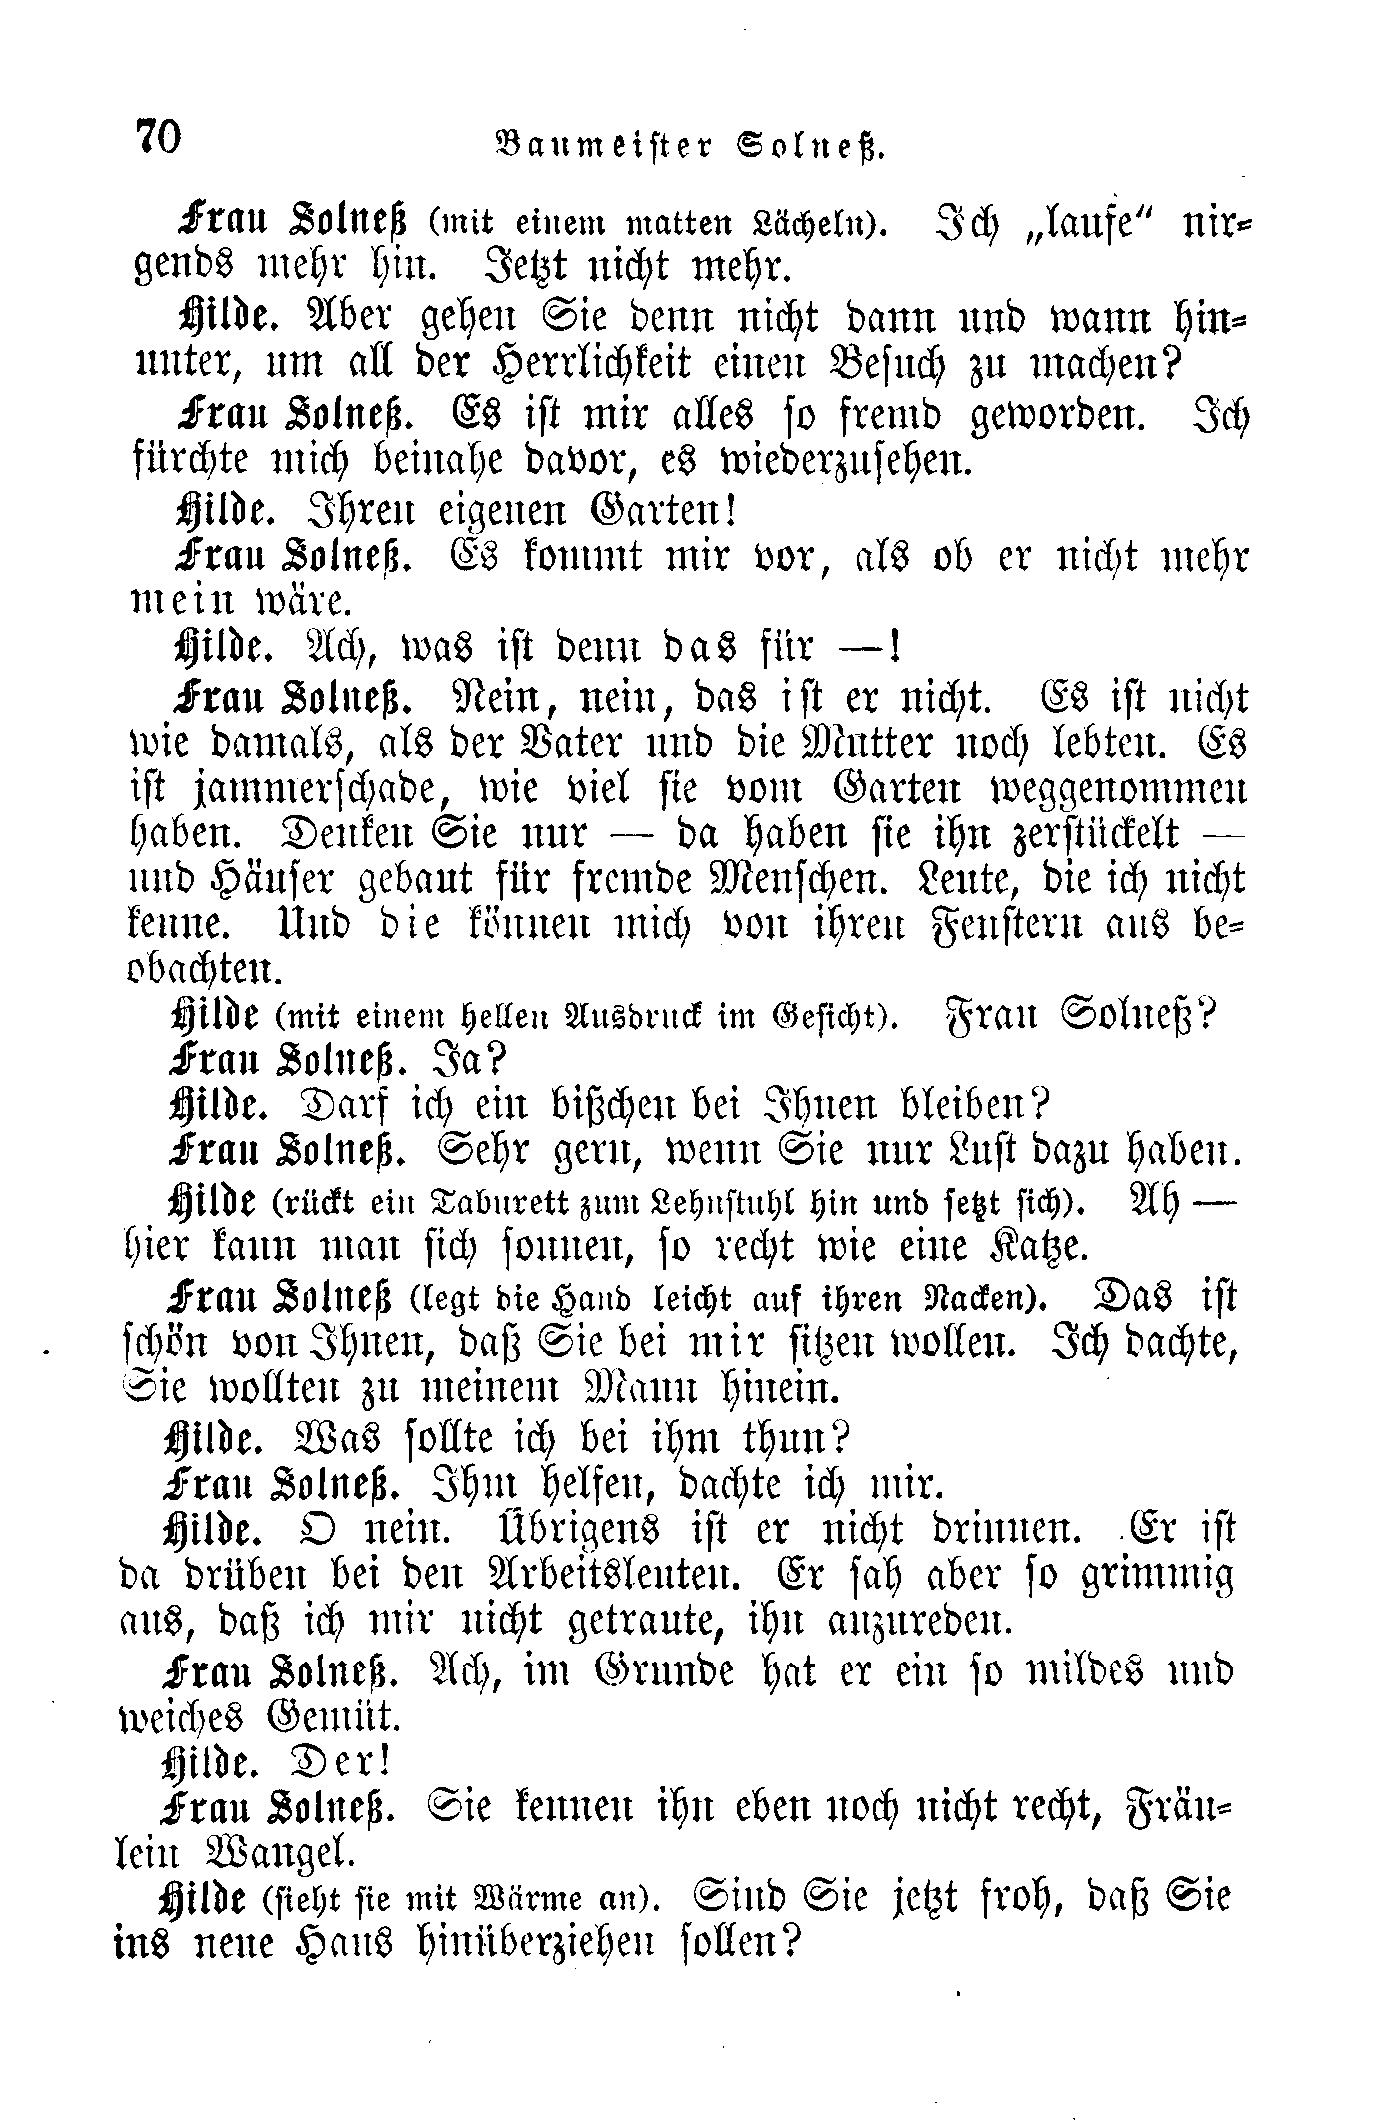 70 Baumeister Solneß.
Frau Solneß (mit einem matten Lächeln). Ich „laufe“ nir-
gends mehr hin. Jetzt nicht mehr.
Hilde. Aber gehen Sie denn nicht dann und wann hin-
unter, um all der Herrlichkeit einen Besuch zu machen?
Frau Solneß. Es ist mir alles so fremd geworden. Ich
fürchte mich beinahe davor, es wiederzusehen.
Hilde. Ihren eigenen Garten!
Frau Solneß. Es kommt mir vor, als ob er nicht mehr
mein wäre.
Hilde. Ach, was ist denn das für —!
Frau Solneß. Nein, nein, das ist er nicht. Es ist nicht
wie damals, als der Vater und die Mutter noch lebten. Es
ist jammerschade, wie viel sie vom Garten weggenommen
haben. Denken Sie nur — da haben sie ihn zerstückelt —
und Häuser gebaut für fremde Menschen. Leute, die ich nicht
kenne. Und die können mich von ihren Fenstern aus be-
obachten.
Hilde (mit einem hellen Ausdruck im Gesicht). Frau Solneß?
Frau Solneß. Ja?
Hilde. Darf ich ein bißchen bei Ihnen bleiben?
Frau Solneß. Sehr gern, wenn Sie nur Lust dazu haben.
Hilde (rückt ein Taburett zum Lehnstuhl hin und setzt sich). Ah —
hier kann man sich sonnen, so recht wie eine Katze.
Frau Solneß (legt die Hand leicht auf ihren Nacken). Das ist
schön von Ihnen, daß Sie bei mir sitzen wollen. Ich dachte,
Sie wollten zu meinem Mann hinein.
Hilde. Was sollte ich bei ihm thun?
Frau Solneß. Ihm helfen, dachte ich mir.
Hilde. O nein. Übrigens ist er nicht drinnen. Er ist
da drüben bei den Arbeitsleuten. Er sah aber so grimmig
aus, daß ich mir nicht getraute, ihn anzureden.
Frau Solneß. Ach, im Grunde hat er ein so mildes und
weiches Gemüt.
Hilde. Der!
Frau Solneß. Sie kennen ihn eben noch nicht recht, Fräu-
lein Wangel.
Hilde (sieht sie mit Wärme an). Sind Sie jetzt froh, daß Sie
ins neue Haus hinüberziehen sollen?